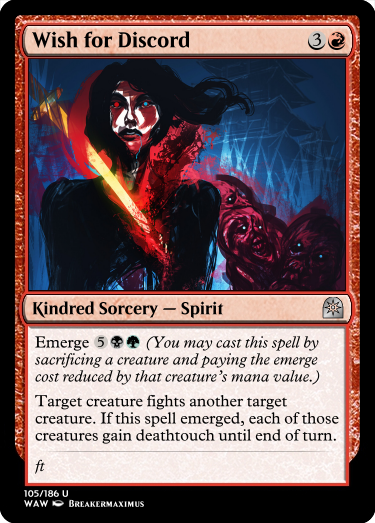 Wish for Discord 3
Kindred Sorcery — Spirit
Emerge 5 (You may cast this spell by
sacrificing a creature and paying the emerge
cost reduced by that creature's mana value.)
Target creature fights another target
creature. If this spell emerged, each of those
creatures gain deathtouch until end of turn.
ft
105/186 U
WAW BREAKERMAXIMUS